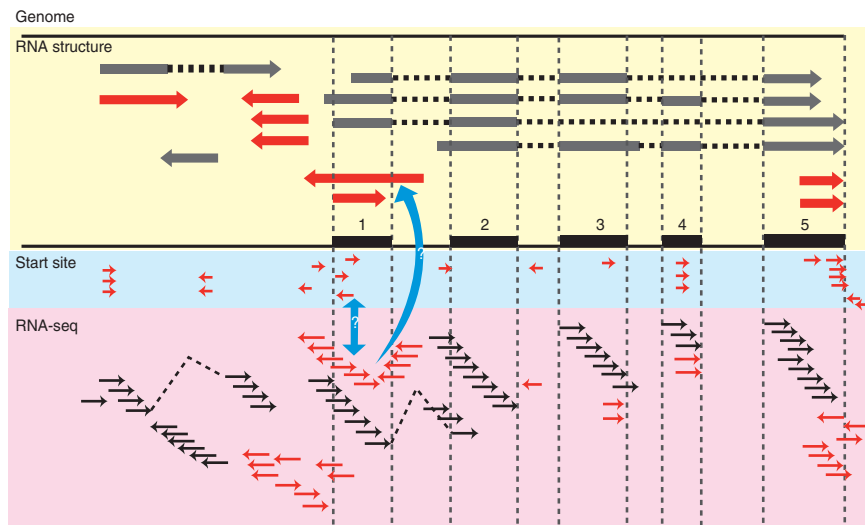 Genome
RNA structure
1 2 3 4 5
?
Start site
?
RNA-seq